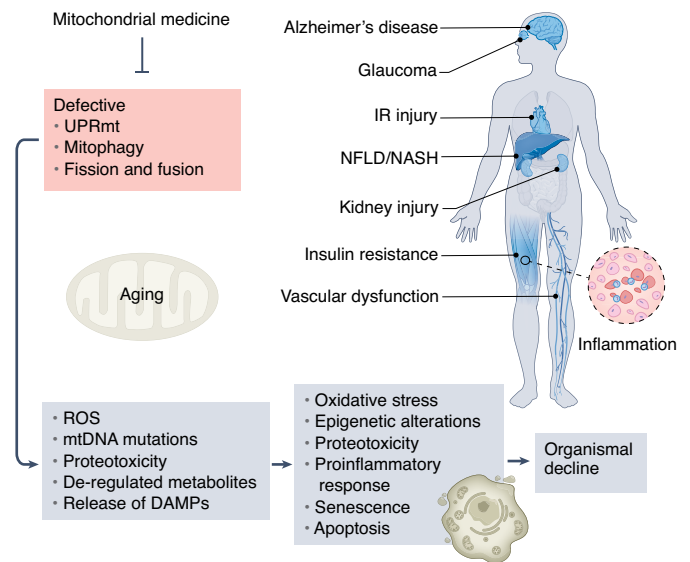 Mitochondrial medicine
Defective
• UPRmt
• Mitophagy
• Fission and fusion
Aging
Alzheimer's disease
Glaucoma
IR injury
NFLD/NASH
Kidney injury
Insulin resistance
Vascular dysfunction
Inflammation
• ROS
• mtDNA mutations
• Proteotoxicity
• De-regulated metabolites
• Release of DAMPs
• Oxidative stress
• Epigenetic alterations
• Proteotoxicity
• Proinflammatory
response
• Senescence
• Apoptosis
Organismal
decline